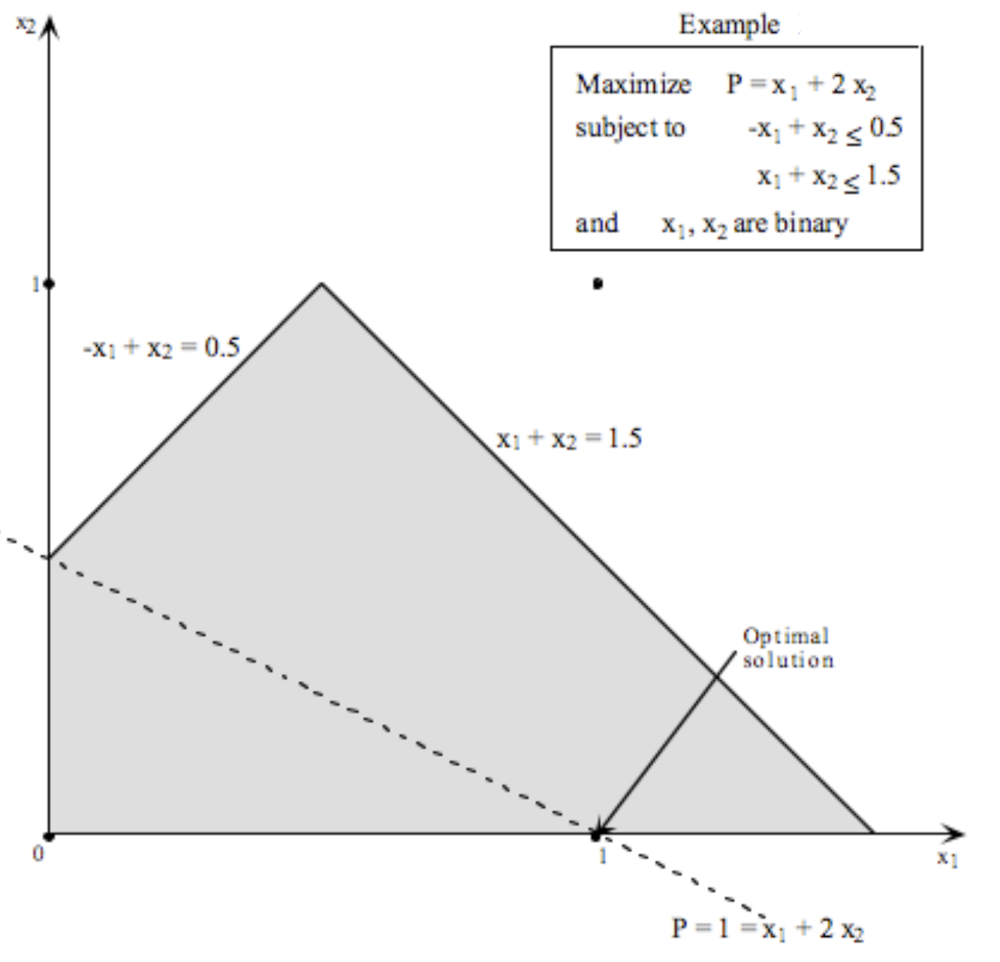 x₂
Example
Maximize P = x₁ + 2 x₂
subject to -x₁ + x₂ ≤ 0.5
x₁ + x₂ ≤ 1.5
and x₁, x₂ are binary
1
-x₁ + x₂ = 0.5
x₁ + x₂ = 1.5
Optimal
solution
0
1
x₁
P = 1 = x₁ + 2 x₂